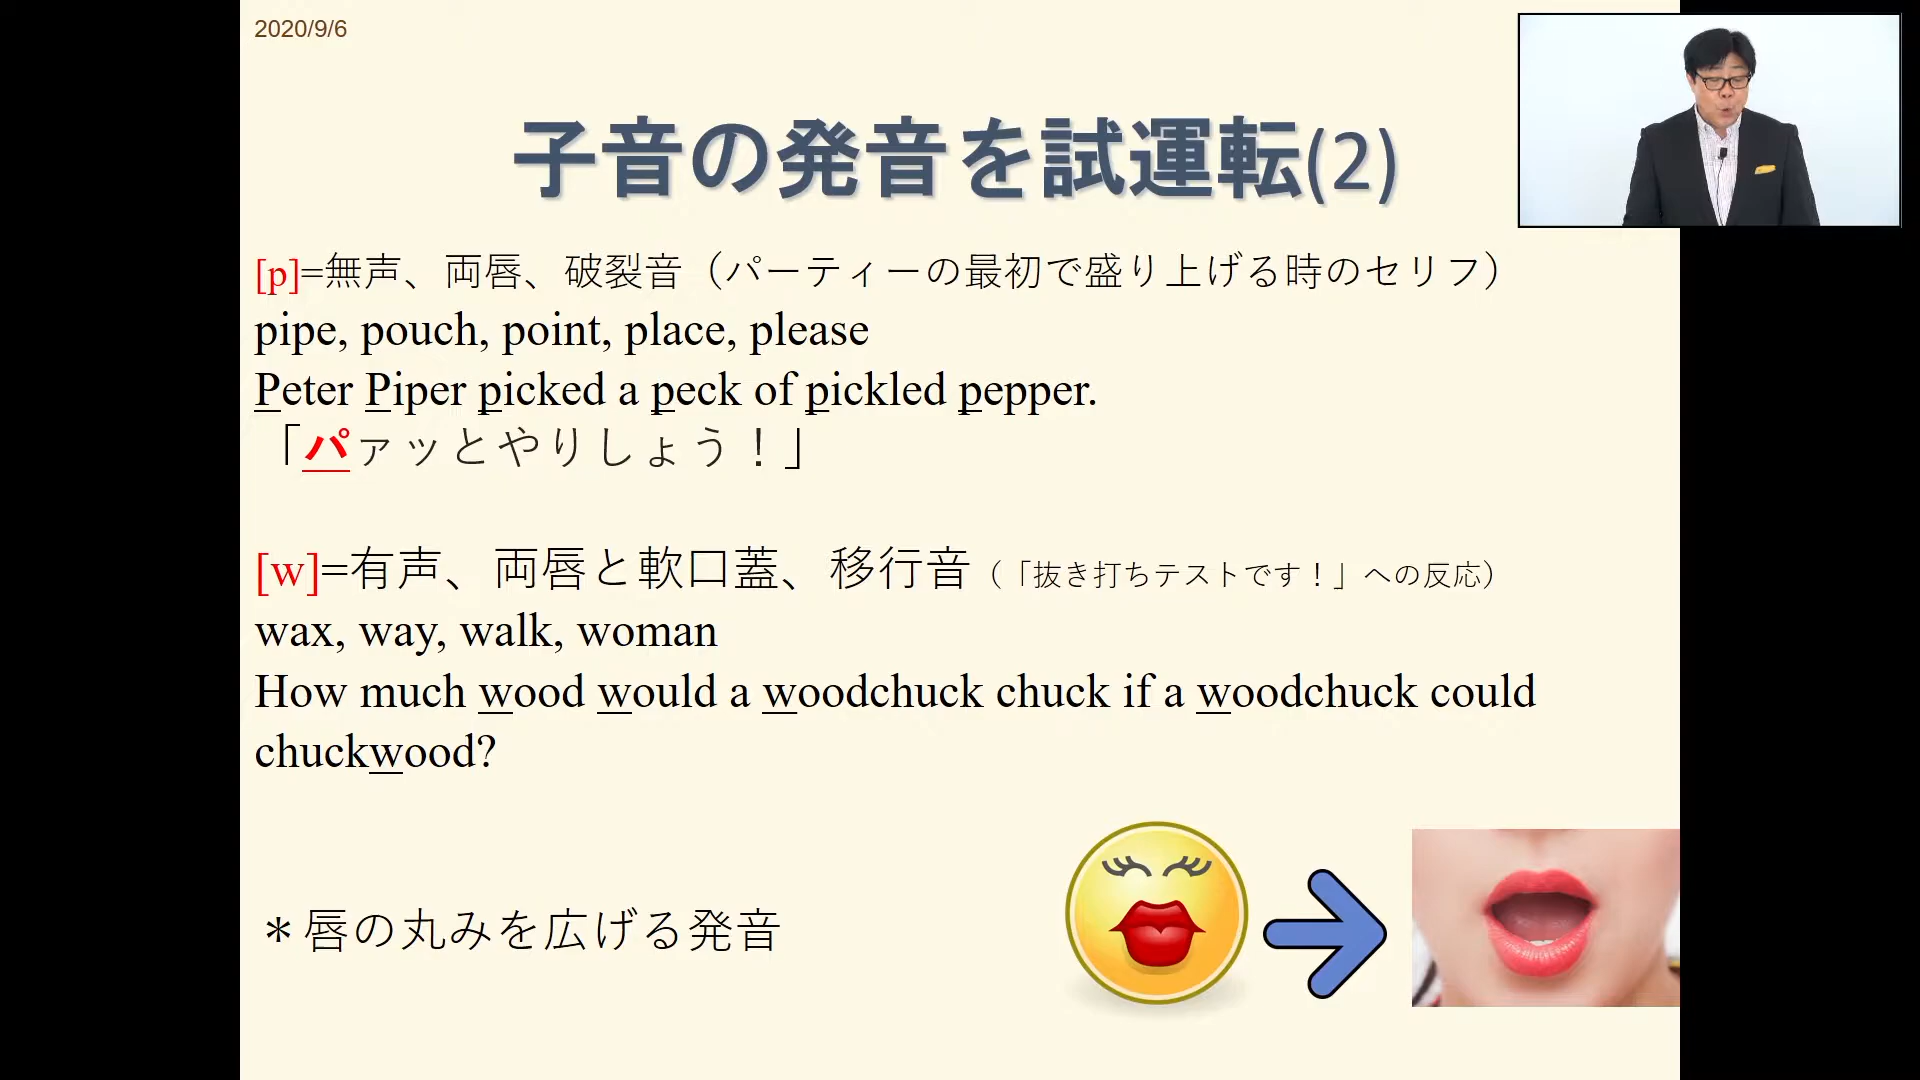 2020/9/6
子音の発音を試運転(2)
[p]=無声、両唇、破裂音（パーティーの最初で盛り上げる時のセリフ）
pipe, pouch, point, place, please
Peter Piper picked a peck of pickled pepper.
「パァッとやりしょう！」
[w]=有声、両唇と軟口蓋、移行音（「抜き打ちテストです！」への反応）
wax, way, walk, woman
How much wood would a woodchuck chuck if a woodchuck could
chuckwood?
＊唇の丸みを広げる発音